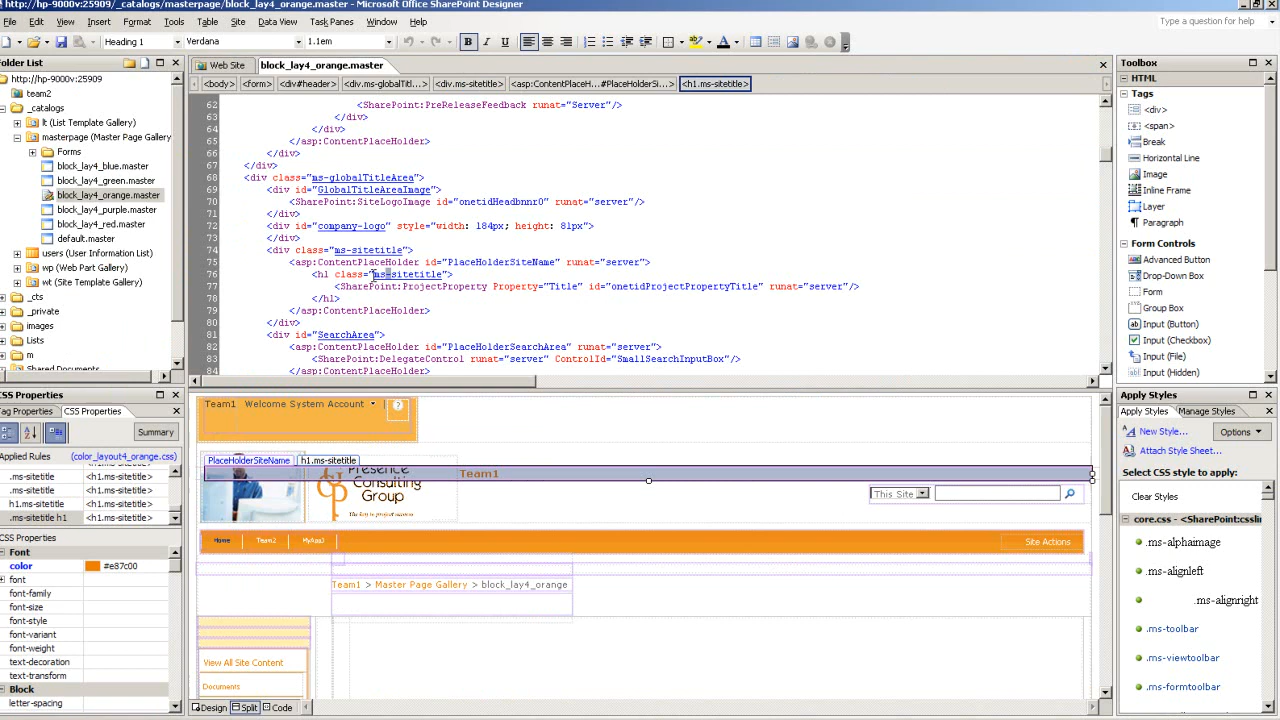 http://hp-9000v:25909/_catalogs/masterpage/block_lay4_orange.master - Microsoft Office SharePoint Designer
File Edit View Insert Format Tools Table Site Data View Task Panes Window Help
Type a question for help
Heading 1 Verdana 1.1em B I U
Folder List
http://hp-9000v:25909
team2
_catalogs
lt (List Template Gallery)
masterpage (Master Page Gallery
Forms
block_lay4_blue.master
block_lay4_green.master
block_lay4_orange.master
block_lay4_purple.master
block_lay4_red.master
default.master
users (User Information List)
wp (Web Part Gallery)
wt (Site Template Gallery)
_cts
_private
images
Lists
m
Shared Documents
Web Site block_lay4_orange.master
<body> <form> <div#header> <div.ms-globalTitl...> <div.ms-sitetitle> <asp:ContentPlaceH...#PlaceHolderSi...> <h1.ms-sitetitle>
62 <SharePoint:PreReleaseFeedback runat="Server"/>
63 </div>
64 </div>
65 </asp:ContentPlaceHolder>
66 </div>
67 </div>
68 <div class="ms-globalTitleArea">
69 <div id="GlobalTitleAreaImage">
70 <SharePoint:SiteLogoImage id="onetidHeadbnnr0" runat="server"/>
71 </div>
72 <div id="company-logo" style="width: 184px; height: 81px">
73 </div>
74 <div class="ms-sitetitle">
75 <asp:ContentPlaceHolder id="PlaceHolderSiteName" runat="server">
76 <h1 class="ms-sitetitle">
77 <SharePoint:ProjectProperty Property="Title" id="onetidProjectPropertyTitle" runat="server"/>
78 </h1>
79 </asp:ContentPlaceHolder>
80 </div>
81 <div id="SearchArea">
82 <asp:ContentPlaceHolder id="PlaceHolderSearchArea" runat="server">
83 <SharePoint:DelegateControl runat="server" ControlId="SmallSearchInputBox"/>
84 </asp:ContentPlaceHolder>
Team1 Welcome System Account | ?
PlaceHolderSiteName h1.ms-sitetitle
Presence
Consulting
Group
Team1
This Site
Home Team2 MyApp3 Site Actions
Team1 > Master Page Gallery > block_lay4_orange
View All Site Content
Documents
Design Split Code
CSS Properties
Tag Properties CSS Properties
Summary
Applied Rules (color_layout4_orange.css)
.ms-sitetitle <h1.ms-sitetitle>
.ms-sitetitle <h1.ms-sitetitle>
h1.ms-sitetitle <h1.ms-sitetitle>
.ms-sitetitle h1 <h1.ms-sitetitle>
CSS Properties
Font
color #e87c00
font
font-family
font-size
font-style
font-variant
font-weight
text-decoration
text-transform
Block
letter-spacing
Toolbox
HTML
Tags
<div>
<span>
Break
Horizontal Line
Image
Inline Frame
Layer
Paragraph
Form Controls
Advanced Button
Drop-Down Box
Form
Group Box
Input (Button)
Input (Checkbox)
Input (File)
Input (Hidden)
Apply Styles
Apply Styles Manage Styles
New Style... Options
Attach Style Sheet...
Select CSS style to apply:
Clear Styles
core.css - <SharePoint:csslin
.ms-alphaimage
.ms-alignleft
.ms-alignright
.ms-toolbar
.ms-viewtoolbar
.ms-formtoolbar